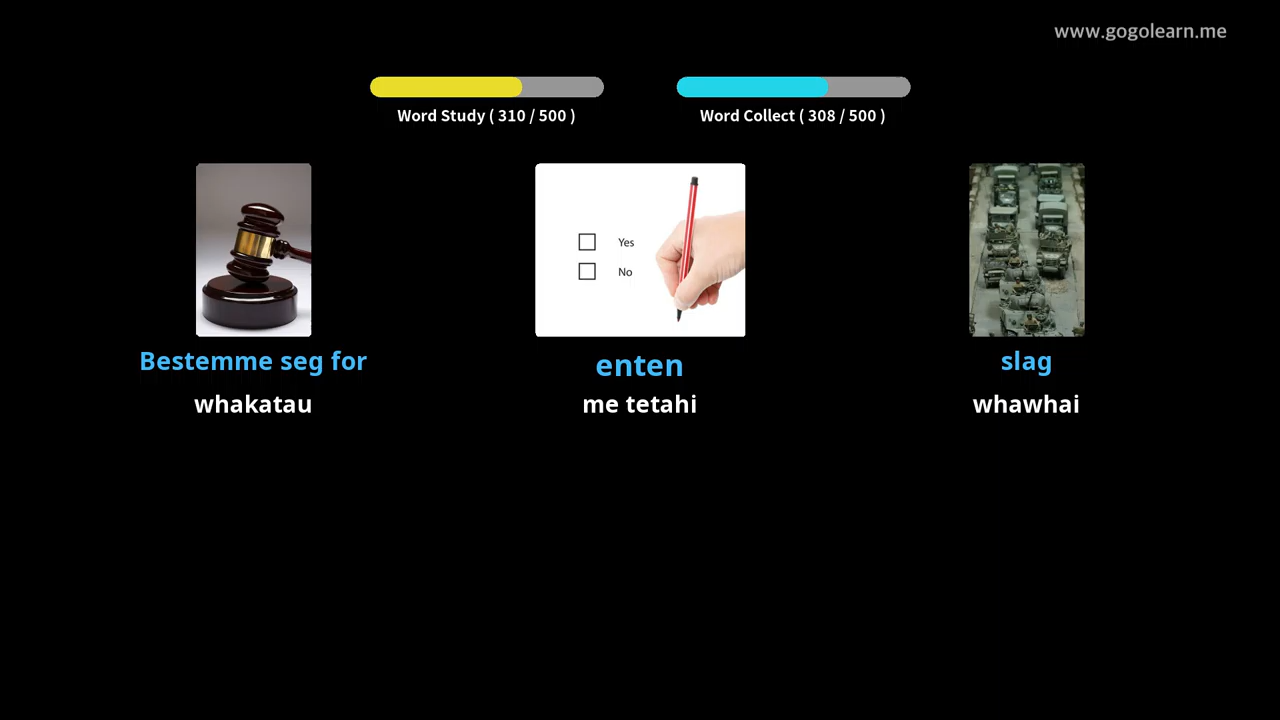 www.gogolearn.me
Word Study ( 310 / 500 )
Word Collect ( 308 / 500 )
Yes
No
Bestemme seg for
whakatau
enten
me tetahi
slag
whawhai